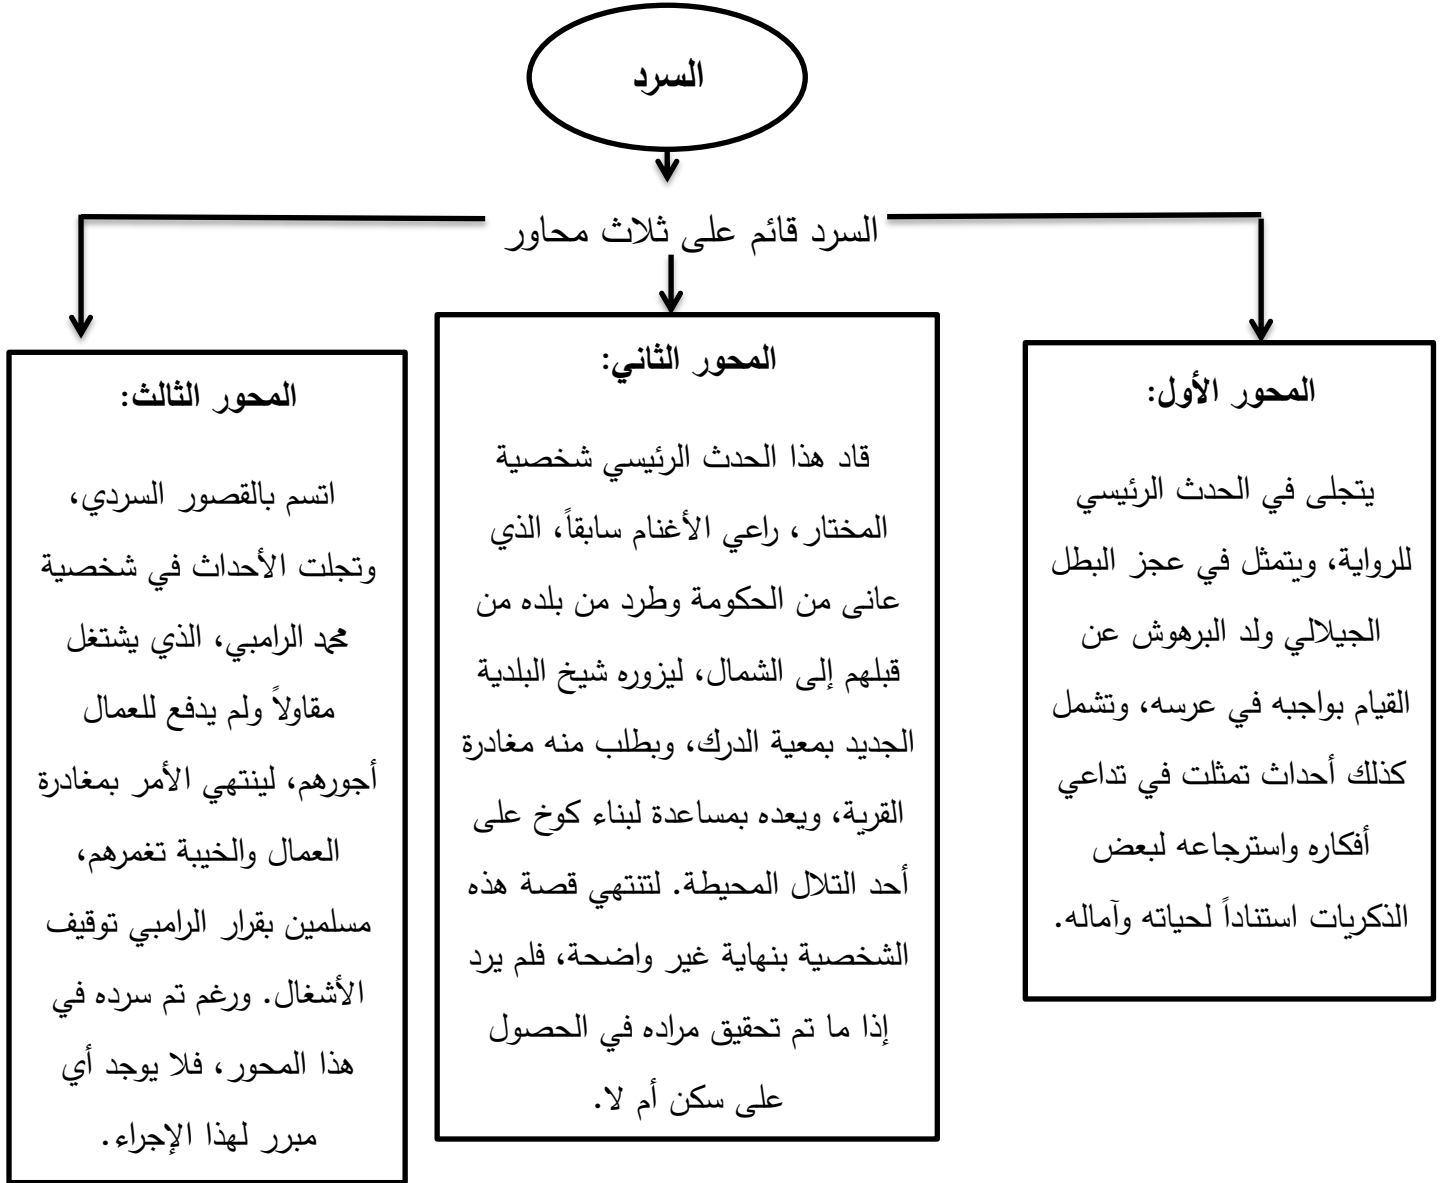 السرد
السرد قائم على ثلاث محاور
المحور الأول:
يتجلى في الحدث الرئيسي
للرواية، ويتمثل في عجز البطل
الجيلالي ولد البرهوش عن
القيام بواجبه في عرسه، وتشمل
كذلك أحداث تمثلت في تداعي
أفكاره واسترجاعه لبعض
الذكريات استناداً لحياته وآماله.
المحور الثاني:
قاد هذا الحدث الرئيسي شخصية
المختار، راعي الأغنام سابقاً، الذي
عانى من الحكومة وطرد من بلده من
قبلهم إلى الشمال، ليزوره شيخ البلدية
الجديد بمعية الدرك، وبطلب منه مغادرة
القرية، ويعده بمساعدة لبناء كوخ على
أحد التلال المحيطة. لتنتهي قصة هذه
الشخصية بنهاية غير واضحة، فلم يرد
إذا ما تم تحقيق مراده في الحصول
على سكن أم لا.
المحور الثالث:
اتسم بالقصور السردي،
وتجلت الأحداث في شخصية
محمد الرامبي، الذي يشتغل
مقاولاً ولم يدفع للعمال
أجورهم، لينتهي الأمر بمغادرة
العمال والخيبة تغمرهم،
مسلمين بقرار الرامبي توقيف
الأشغال. ورغم تم سرده في
هذا المحور، فلا يوجد أي
مبرر لهذا الإجراء.